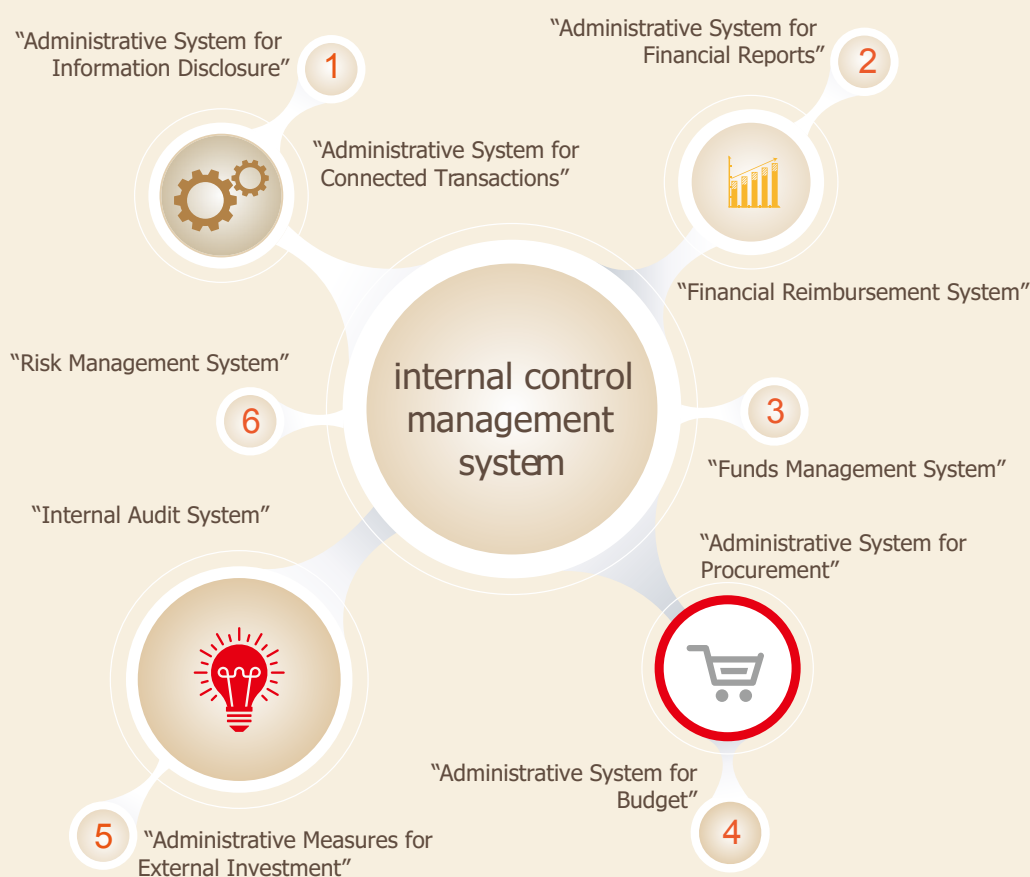 “Administrative System for
Information Disclosure”
1
“Administrative System for
Financial Reports”
2
“Administrative System for
Connected Transactions”
“Financial Reimbursement System”
“Risk Management System”
6
internal control
management
system
3
“Funds Management System”
“Internal Audit System”
“Administrative System for
Procurement”
“Administrative System for
Budget”
4
5
“Administrative Measures for
External Investment”